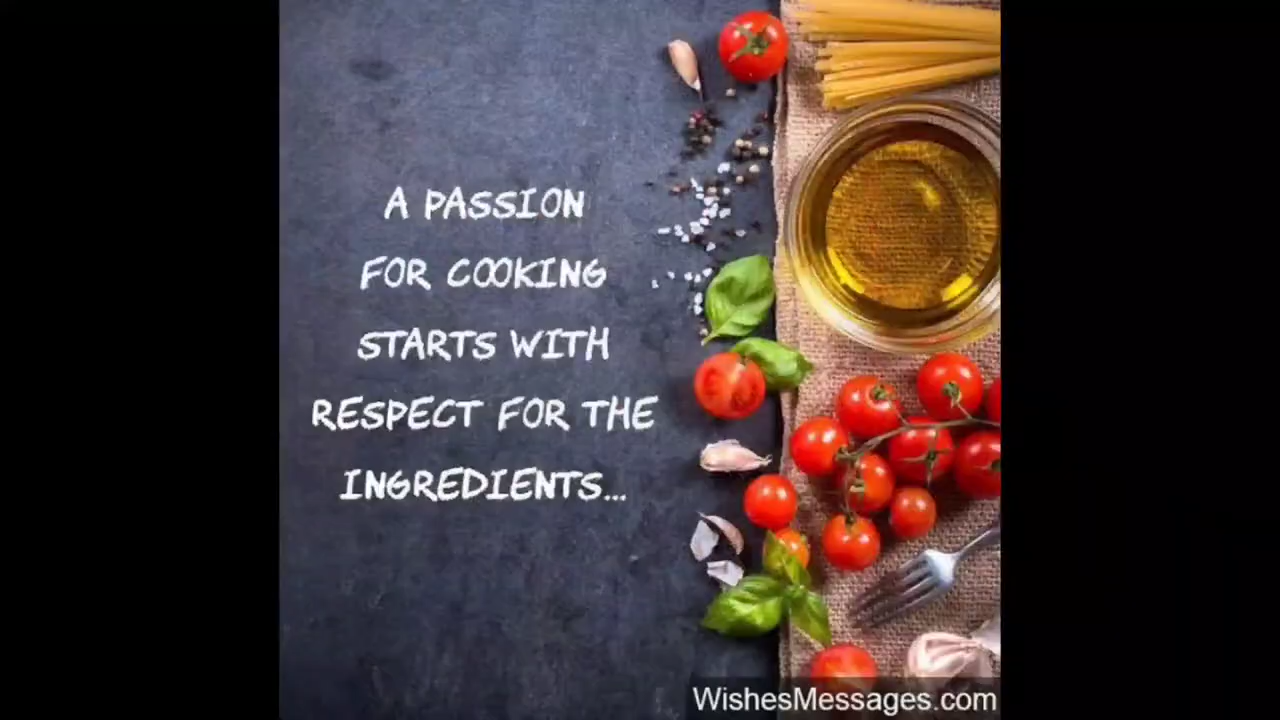 A PASSION
FOR COOKING
STARTS WITH
RESPECT FOR THE
INGREDIENTS...
WishesMessages.com